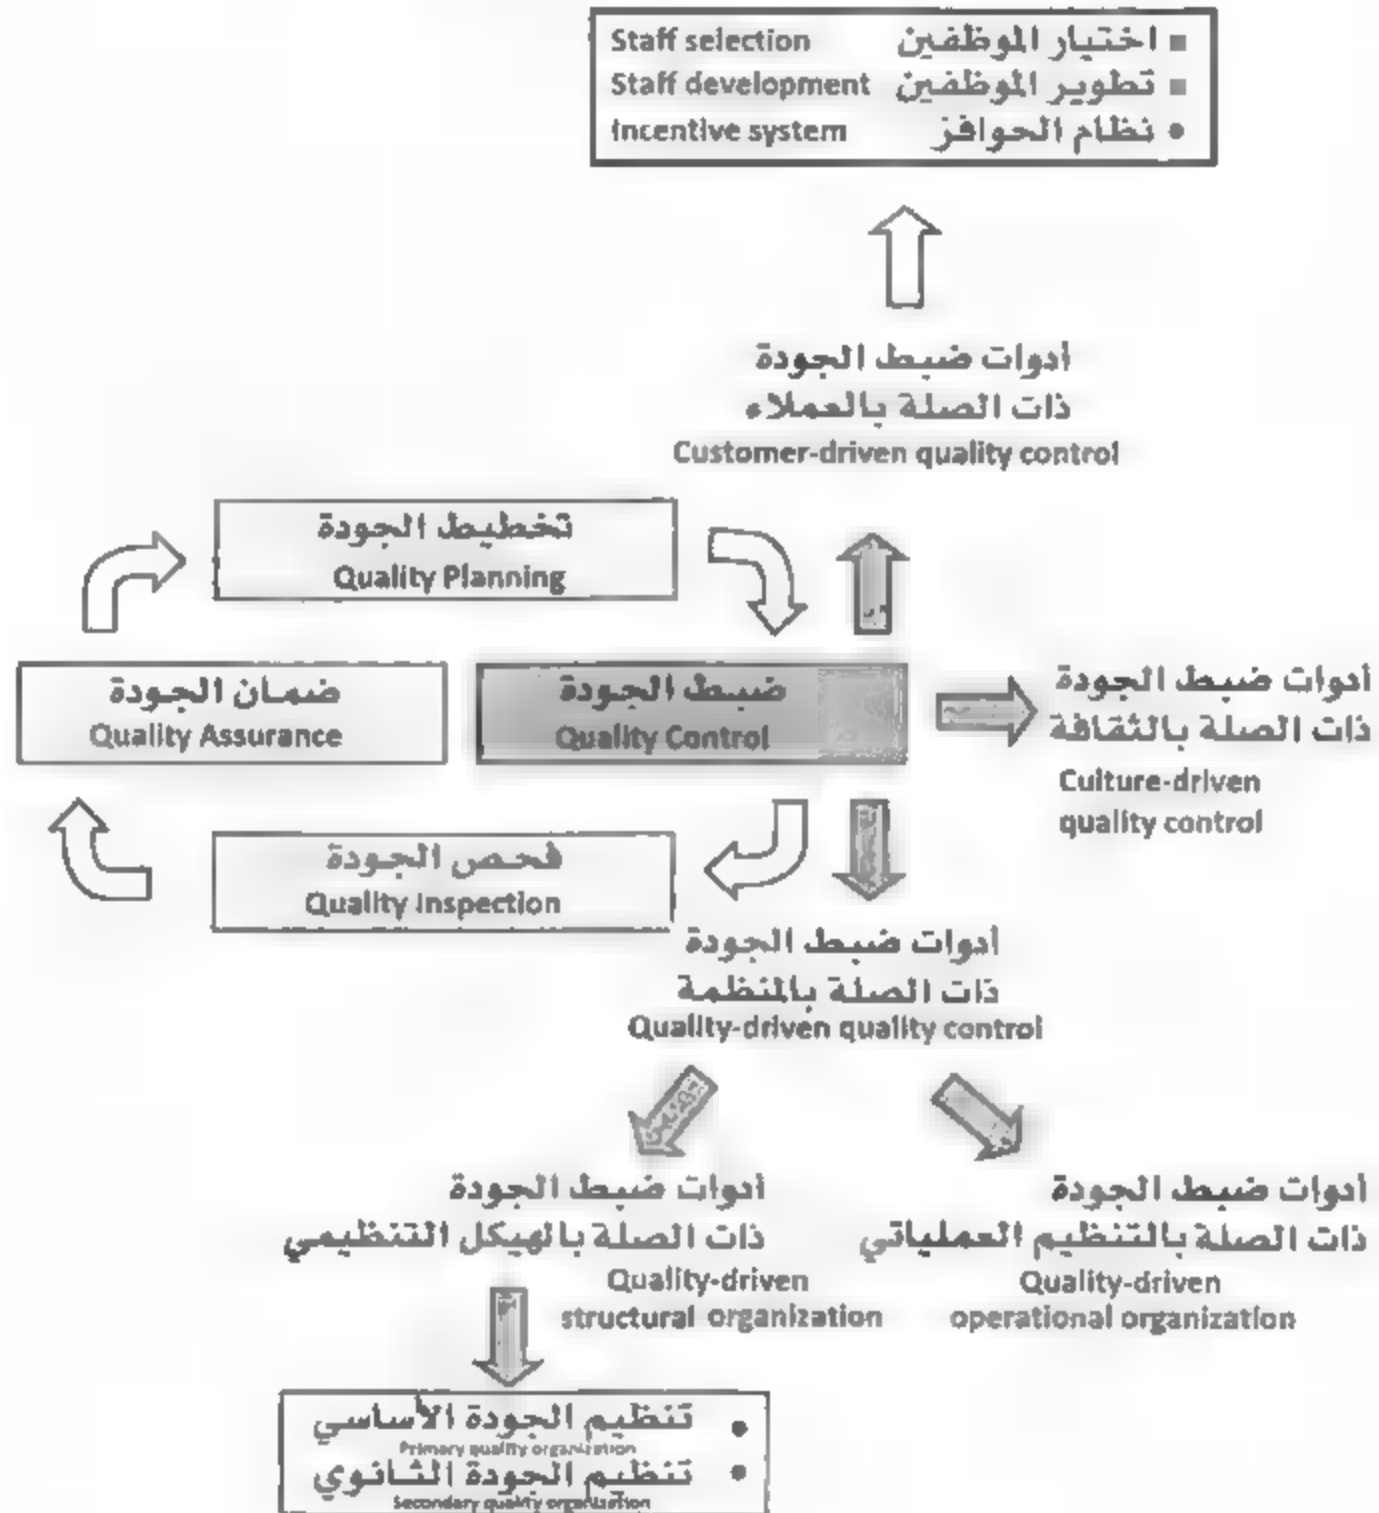 ■ اختيار الموظفين Staff selection
■ تطوير الموظفين Staff development
• نظام الحوافز Incentive system
أدوات ضبط الجودة
ذات الصلة بالعملاء
Customer-driven quality control
تخطيط الجودة
Quality Planning
ضمان الجودة
Quality Assurance
ضبط الجودة
Quality Control
أدوات ضبط الجودة
ذات الصلة بالثقافة
Culture-driven
quality control
فحص الجودة
Quality Inspection
أدوات ضبط الجودة
ذات الصلة بالمنظمة
Quality-driven quality control
أدوات ضبط الجودة
ذات الصلة بالهيكل التنظيمي
Quality-driven
structural organization
أدوات ضبط الجودة
ذات الصلة بالتنظيم العملياتي
Quality-driven
operational organization
• تنظيم الجودة الأساسي
Primary quality organization
• تنظيم الجودة الثانوي
Secondary quality organization